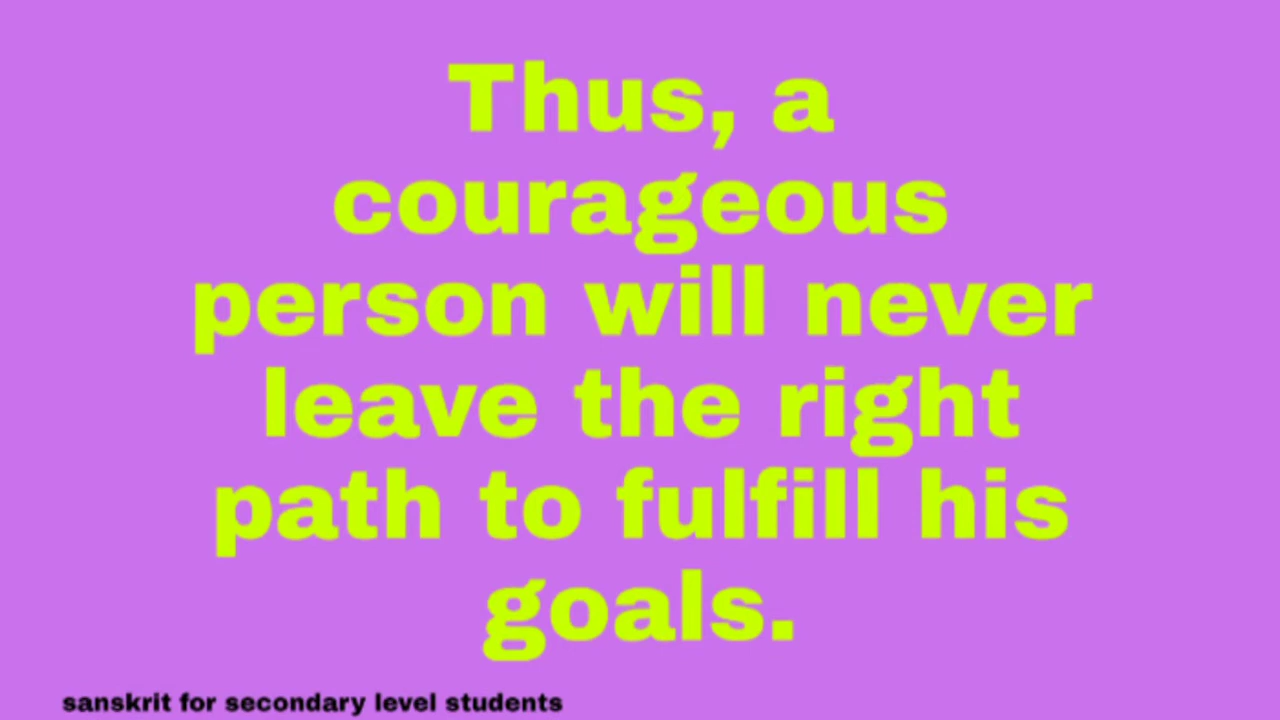 Thus, a
courageous
person will never
leave the right
path to fulfill his
goals.
sanskrit for secondary level students